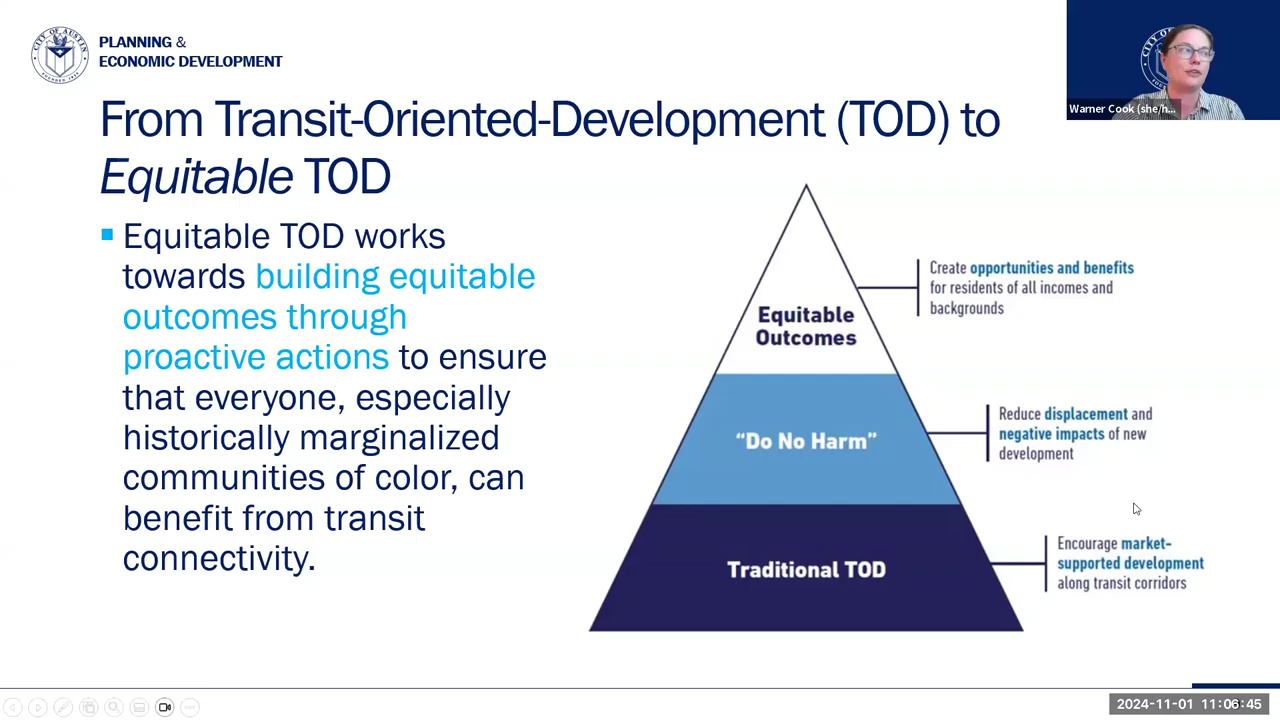 PLANNING &
ECONOMIC DEVELOPMENT
Warner Cook (she/h...
From Transit-Oriented-Development (TOD) to
Equitable TOD
Equitable TOD works
towards building equitable
outcomes through
proactive actions to ensure
that everyone, especially
historically marginalized
communities of color, can
benefit from transit
connectivity.
Equitable
Outcomes
Create opportunities and benefits
for residents of all incomes and
backgrounds
“Do No Harm”
Reduce displacement and
negative impacts of new
development
Traditional TOD
Encourage market-
supported development
along transit corridors
2024-11-01 11:06:45